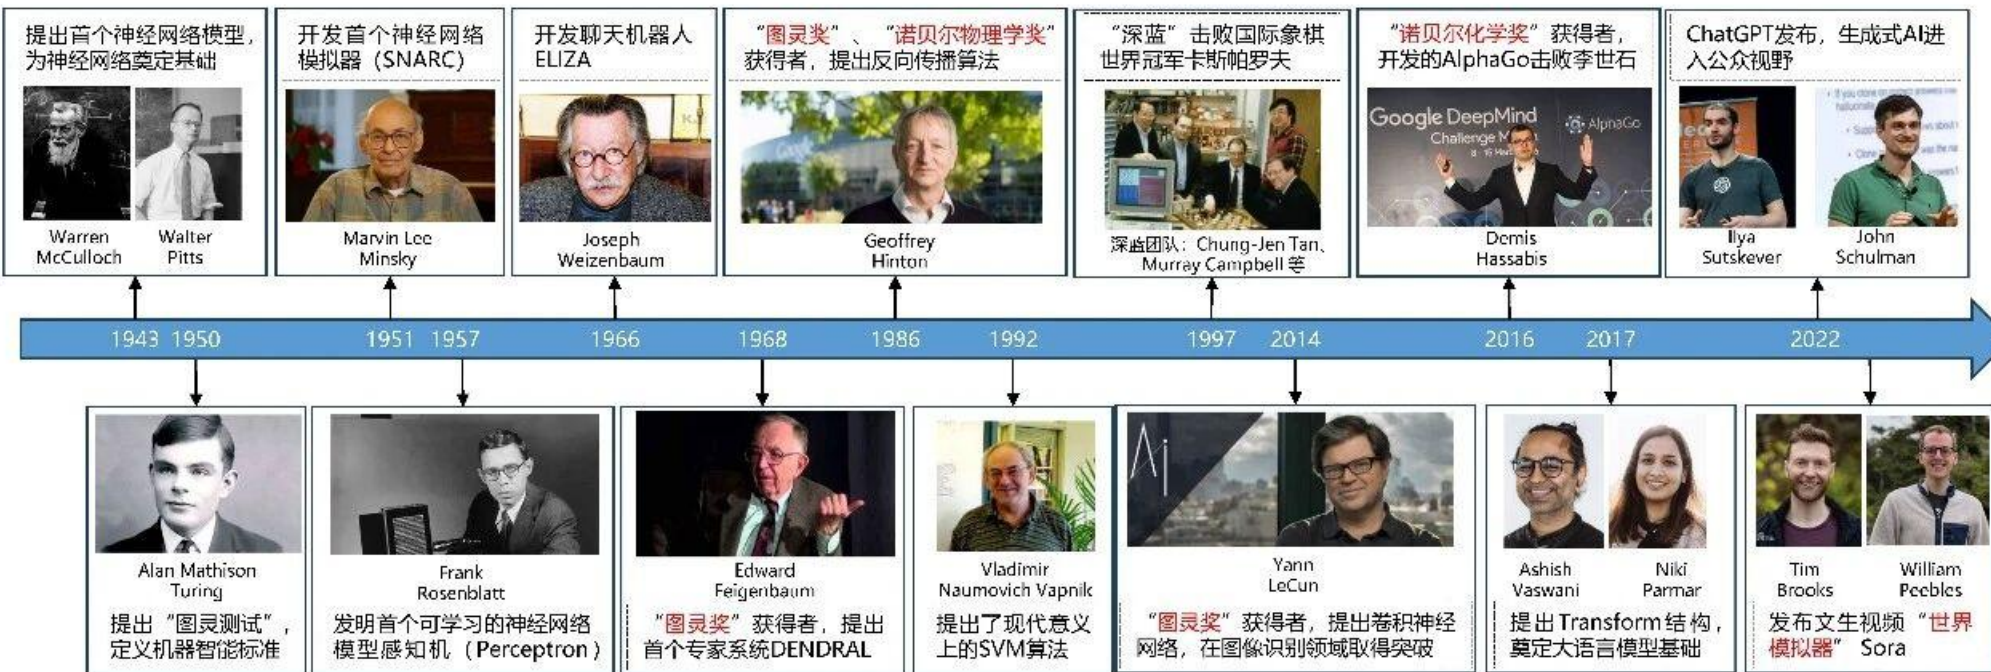 提出首个神经网络模型，
为神经网络奠定基础
Warren
McCulloch
Walter
Pitts
开发首个神经网络
模拟器（SNARC）
Marvin Lee
Minsky
开发聊天机器人
ELIZA
Joseph
Weizenbaum
“图灵奖”、“诺贝尔物理学奖”
获得者，提出反向传播算法
Geoffrey
Hinton
“深蓝”击败国际象棋
世界冠军卡斯帕罗夫
深蓝团队：Chung-Jen Tan、
Murray Campbell 等
“诺贝尔化学奖”获得者，
开发的AlphaGo击败李世石
Google DeepMind
Challenge
AlphaGo
Demis
Hassabis
ChatGPT发布，生成式AI进
入公众视野
Ilya
Sutskever
John
Schulman
1943 1950 1951 1957 1966 1968 1986 1992 1997 2014 2016 2017 2022
Alan Mathison
Turing
提出“图灵测试”，
定义机器智能标准
Frank
Rosenblatt
发明首个可学习的神经网络
模型感知机（Perceptron）
Edward
Feigenbaum
“图灵奖”获得者，提出
首个专家系统DENDRAL
Vladimir
Naumovich Vapnik
提出了现代意义
上的SVM算法
Ai
Yann
LeCun
“图灵奖”获得者，提出卷积神经
网络，在图像识别领域取得突破
Ashish
Vaswani
Niki
Parmar
提出Transform结构，
奠定大语言模型基础
Tim
Brooks
William
Peebles
发布文生视频“世界
模拟器”Sora